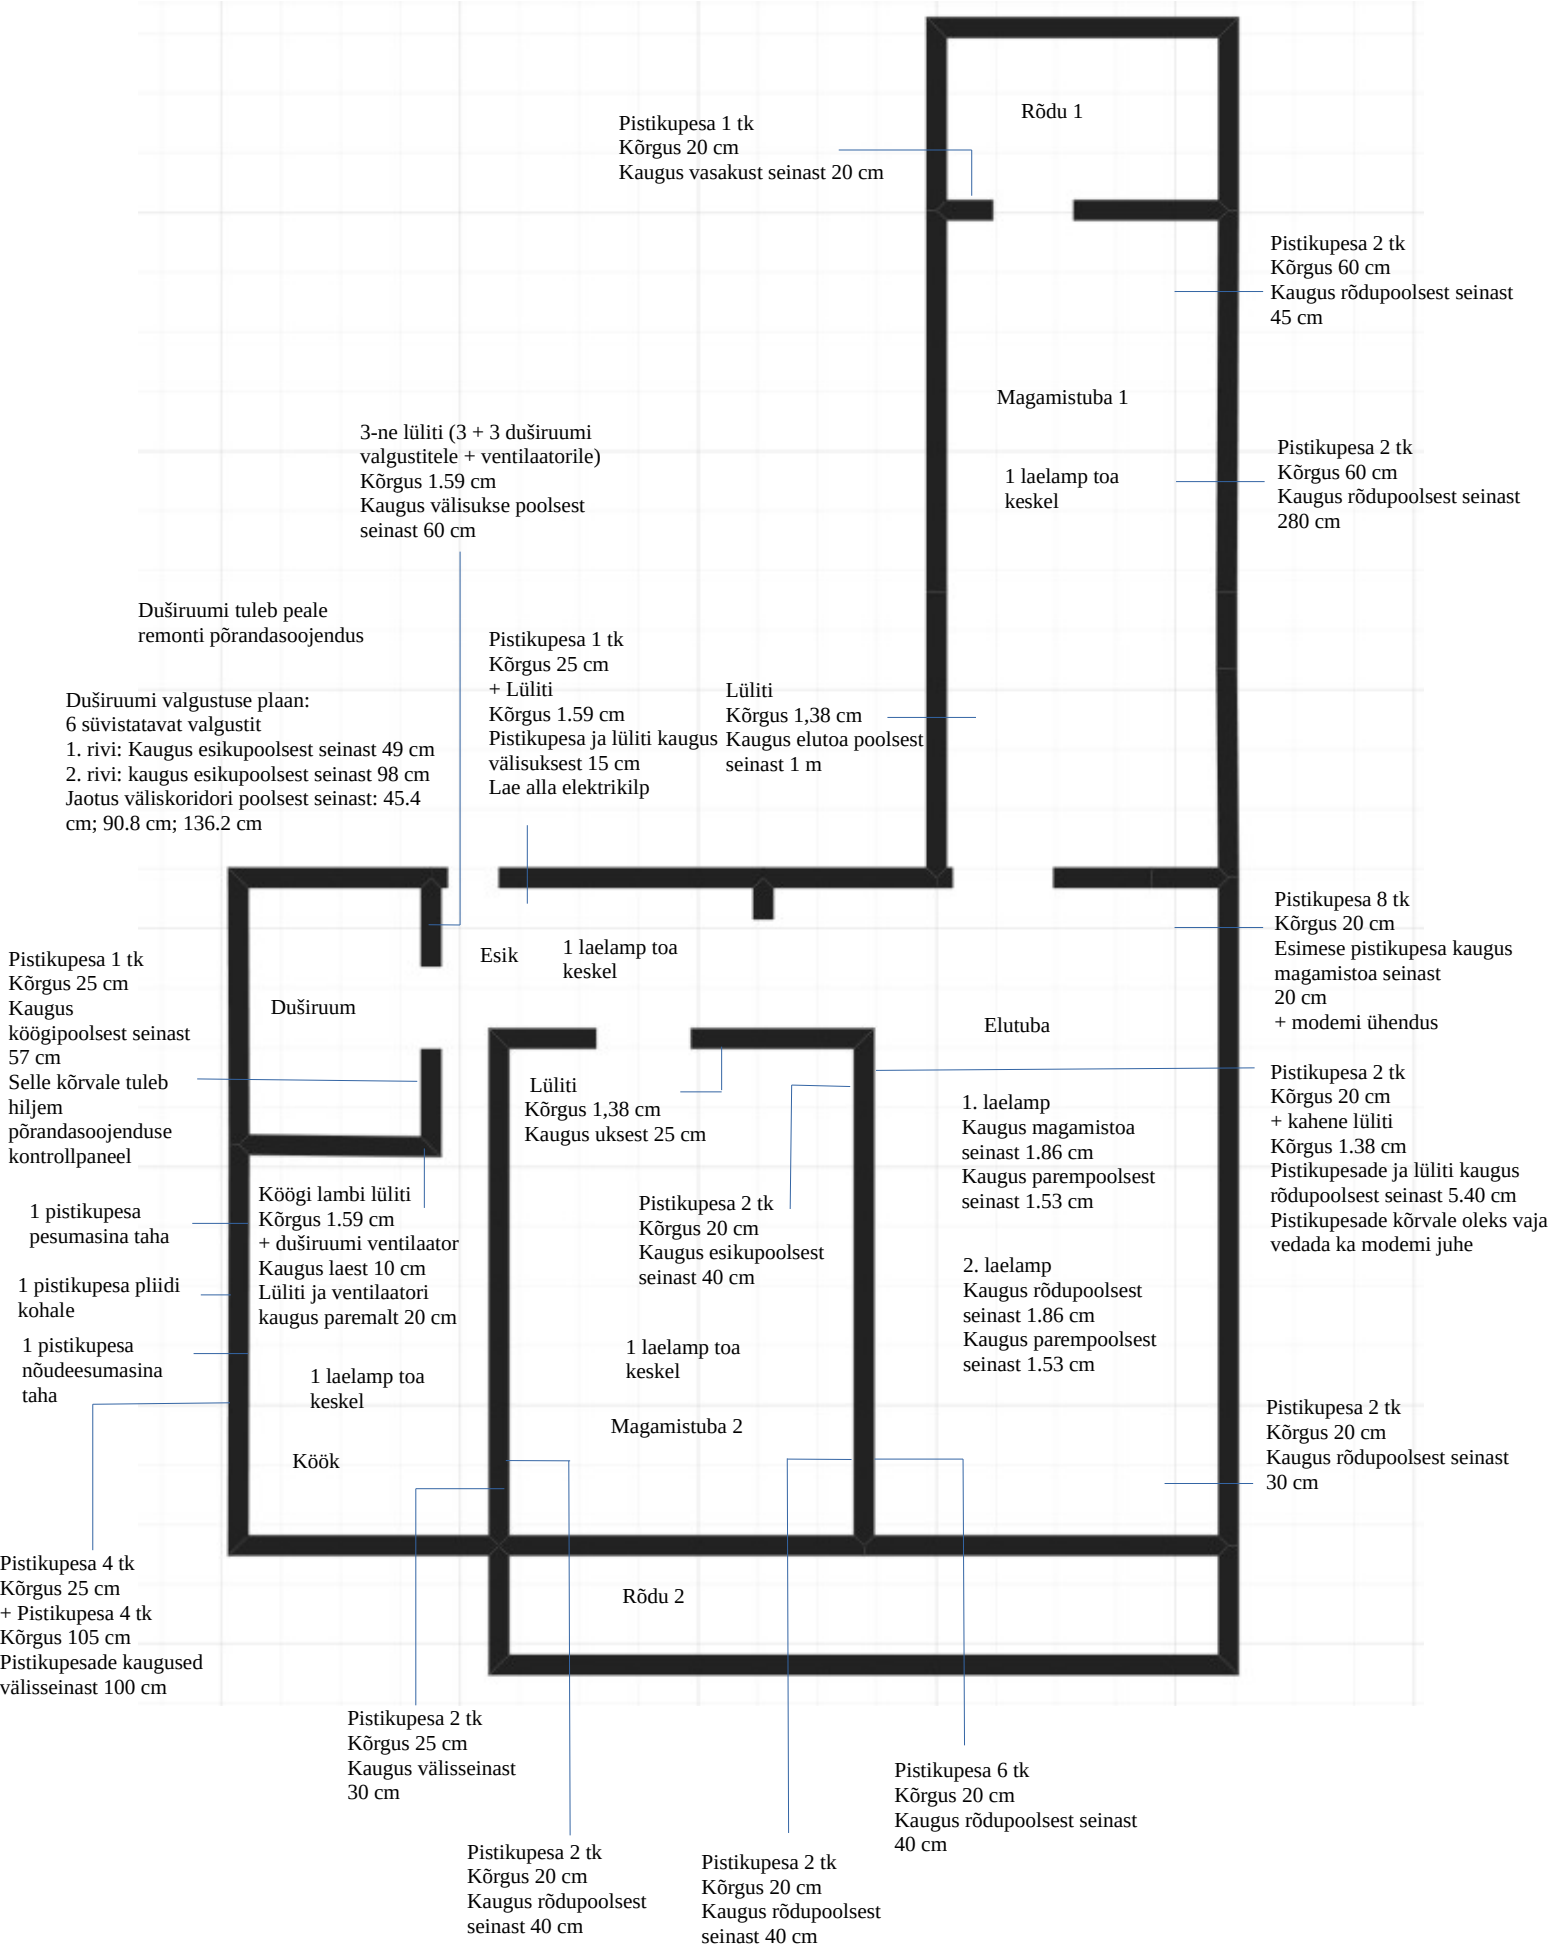 Rõdu 1
Pistikupesa 1 tk
Kõrgus 20 cm
Kaugus vasakust seinast 20 cm
Pistikupesa 2 tk
Kõrgus 60 cm
Kaugus rõdupoolsest seinast
45 cm
Magamistuba 1
1 laelamp toa
keskel
Pistikupesa 2 tk
Kõrgus 60 cm
Kaugus rõdupoolsest seinast
280 cm
3-ne lüliti (3 + 3 duširuumi
valgustitele + ventilaatorile)
Kõrgus 1.59 cm
Kaugus välisukse poolsest
seinast 60 cm
Duširuumi tuleb peale
remonti põrandasoojendus
Pistikupesa 1 tk
Kõrgus 25 cm
+ Lüliti
Kõrgus 1.59 cm
Pistikupesa ja lüliti kaugus
välisuksest 15 cm
Lae alla elektrikilp
Lüliti
Kõrgus 1,38 cm
Kaugus elutoa poolsest
seinast 1 m
Duširuumi valgustuse plaan:
6 süvistatavat valgustit
1. rivi: Kaugus esikupoolsest seinast 49 cm
2. rivi: kaugus esikupoolsest seinast 98 cm
Jaotus väliskoridori poolsest seinast: 45.4
cm; 90.8 cm; 136.2 cm
Pistikupesa 8 tk
Kõrgus 20 cm
Esimese pistikupesa kaugus
magamistoa seinast
20 cm
+ modemi ühendus
Esik
1 laelamp toa
keskel
Pistikupesa 1 tk
Kõrgus 25 cm
Kaugus
köögipoolsest seinast
57 cm
Selle kõrvale tuleb
hiljem
põrandasoojenduse
kontrollpaneel
Duširuum
Elutuba
Lüliti
Kõrgus 1,38 cm
Kaugus uksest 25 cm
1. laelamp
Kaugus magamistoa
seinast 1.86 cm
Kaugus parempoolsest
seinast 1.53 cm
Pistikupesa 2 tk
Kõrgus 20 cm
+ kahene lüliti
Kõrgus 1.38 cm
Pistikupesade ja lüliti kaugus
rõdupoolsest seinast 5.40 cm
Pistikupesade kõrvale oleks vaja
vedada ka modemi juhe
1 pistikupesa
pesumasina taha
Köögi lambi lüliti
Kõrgus 1.59 cm
+ duširuumi ventilaator
Kaugus laest 10 cm
Lüliti ja ventilaatori
kaugus paremalt 20 cm
Pistikupesa 2 tk
Kõrgus 20 cm
Kaugus esikupoolsest
seinast 40 cm
2. laelamp
Kaugus rõdupoolsest
seinast 1.86 cm
Kaugus parempoolsest
seinast 1.53 cm
1 pistikupesa pliidi
kohale
1 pistikupesa
nõudeesumasina
taha
1 laelamp toa
keskel
1 laelamp toa
keskel
Magamistuba 2
Köök
Pistikupesa 2 tk
Kõrgus 20 cm
Kaugus rõdupoolsest seinast
30 cm
Pistikupesa 4 tk
Kõrgus 25 cm
+ Pistikupesa 4 tk
Kõrgus 105 cm
Pistikupesade kaugused
välisseinast 100 cm
Rõdu 2
Pistikupesa 2 tk
Kõrgus 25 cm
Kaugus välisseinast
30 cm
Pistikupesa 6 tk
Kõrgus 20 cm
Kaugus rõdupoolsest seinast
40 cm
Pistikupesa 2 tk
Kõrgus 20 cm
Kaugus rõdupoolsest
seinast 40 cm
Pistikupesa 2 tk
Kõrgus 20 cm
Kaugus rõdupoolsest
seinast 40 cm